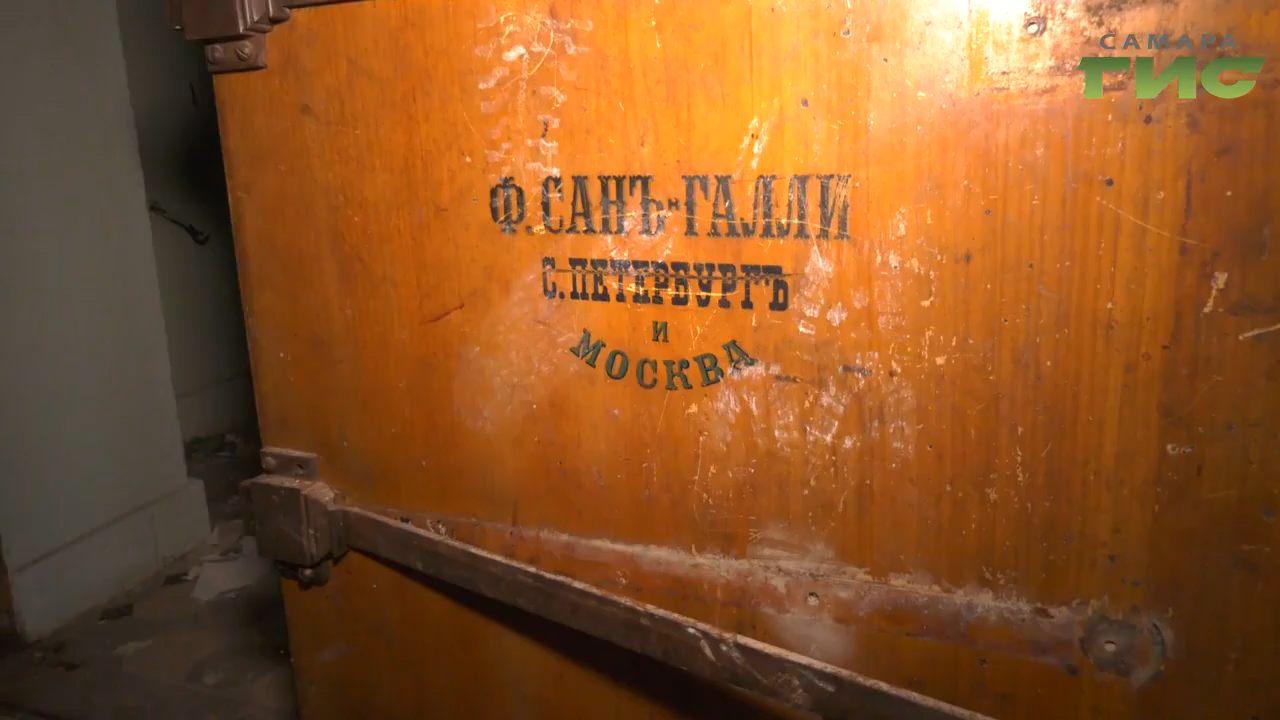 САМАРА
ГИС
Ф. САНЪ-ГАЛЛИ
С. ПЕТЕРБУРГЪ
И
МОСКВА